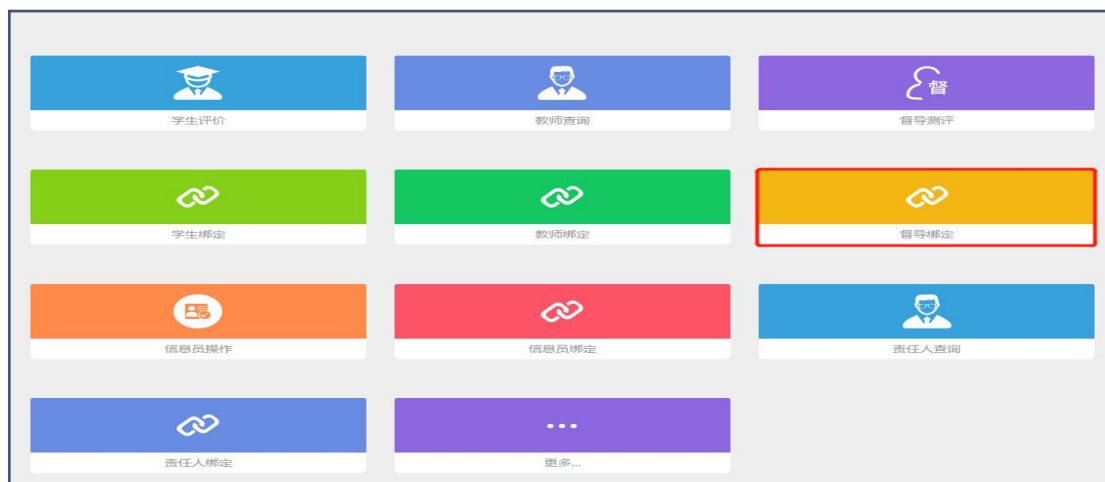 督
学生评价
教师查询
督导测评
学生绑定
教师绑定
督导绑定
信息员操作
信息员绑定
责任人查询
责任人绑定
更多...